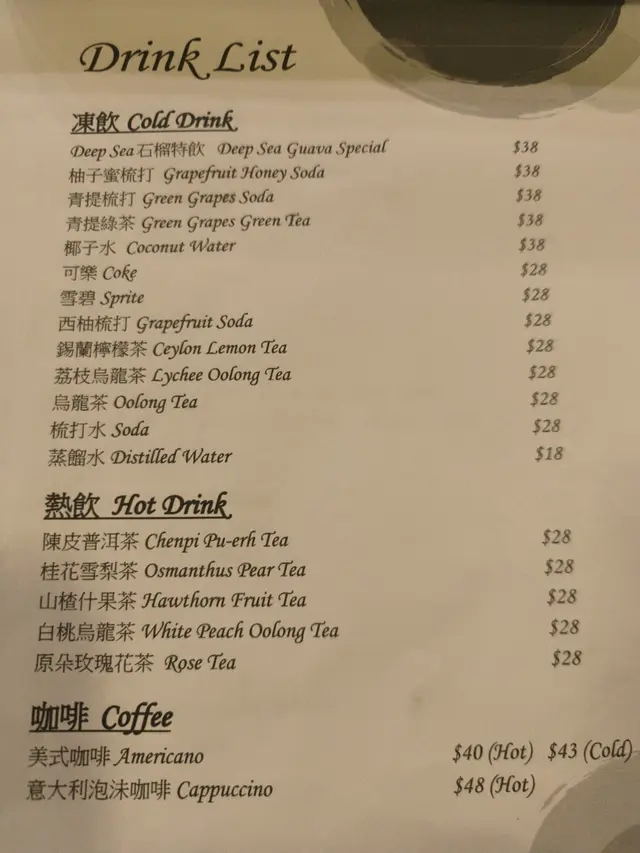 Drink List
凍飲 Cold Drink
Deep Sea石榴特飲 Deep Sea Guava Special $38
柚子蜜梳打 Grapefruit Honey Soda $38
青提梳打 Green Grapes Soda $38
青提綠茶 Green Grapes Green Tea $38
椰子水 Coconut Water $38
可樂 Coke $28
雪碧 Sprite $28
西柚梳打 Grapefruit Soda $28
錫蘭檸檬茶 Ceylon Lemon Tea $28
荔枝烏龍茶 Lychee Oolong Tea $28
烏龍茶 Oolong Tea $28
梳打水 Soda $28
蒸餾水 Distilled Water $18
熱飲 Hot Drink
陳皮普洱茶 Chenpi Pu-erh Tea $28
桂花雪梨茶 Osmanthus Pear Tea $28
山楂什果茶 Hawthorn Fruit Tea $28
白桃烏龍茶 White Peach Oolong Tea $28
原朵玫瑰花茶 Rose Tea $28
咖啡 Coffee
美式咖啡 Americano $40 (Hot) $43 (Cold)
意大利泡沫咖啡 Cappuccino $48 (Hot)